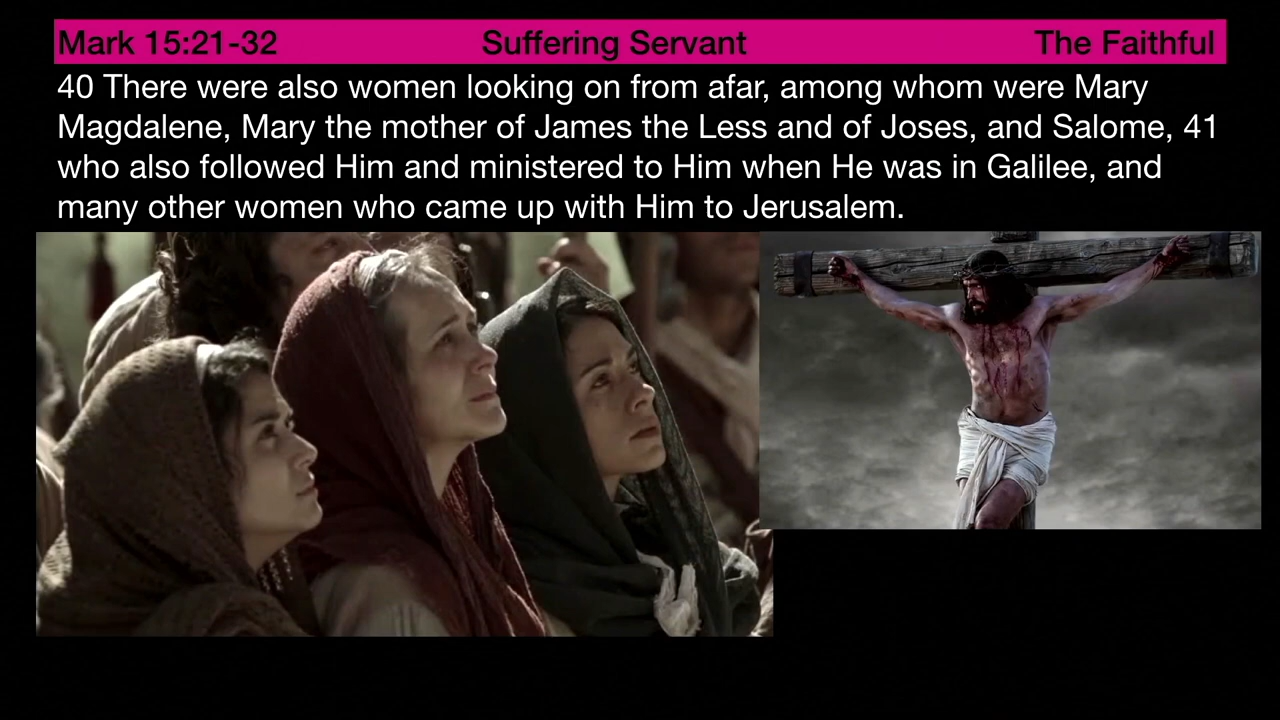 Mark 15:21-32 Suffering Servant The Faithful
40 There were also women looking on from afar, among whom were Mary
Magdalene, Mary the mother of James the Less and of Joses, and Salome, 41
who also followed Him and ministered to Him when He was in Galilee, and
many other women who came up with Him to Jerusalem.